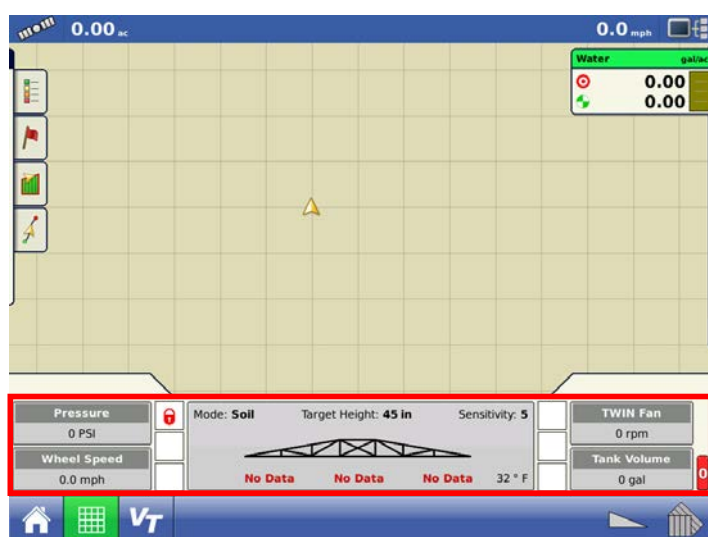 0.00 ac
0.0 mph
Water gal/ac
0.00
0.00
Pressure
0 PSI
Wheel Speed
0.0 mph
Mode: Soil Target Height: 45 in Sensitivity: 5
No Data No Data No Data 32 ° F
TWIN Fan
0 rpm
Tank Volume
0 gal
0
VT